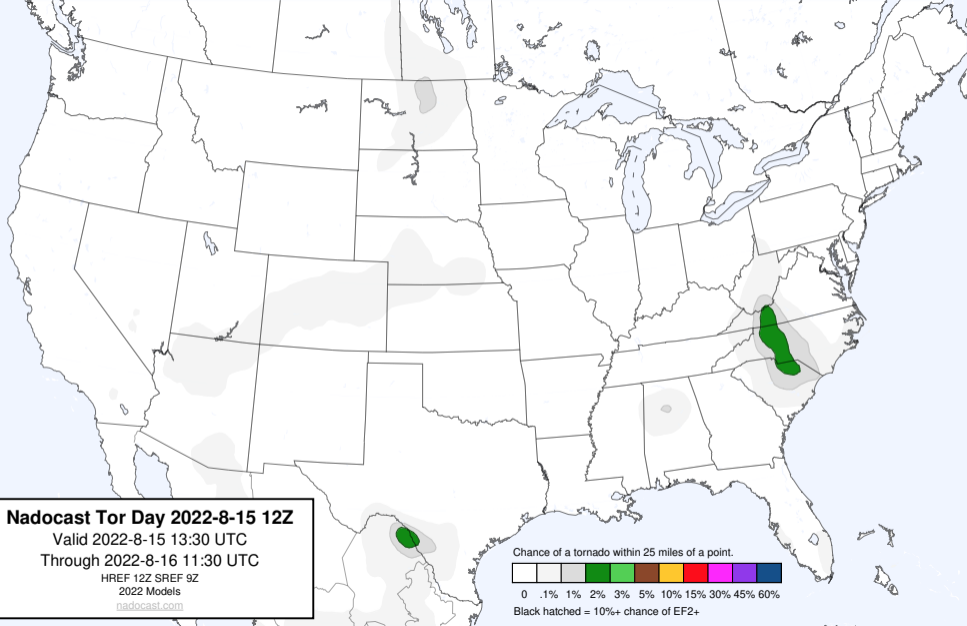 Nadocast Tor Day 2022-8-15 12Z
Valid 2022-8-15 13:30 UTC
Through 2022-8-16 11:30 UTC
HREF 12Z SREF 9Z
2022 Models
nadocast.com
Chance of a tornado within 25 miles of a point.
0 .1% 1% 2% 3% 5% 10% 15% 30% 45% 60%
Black hatched = 10%+ chance of EF2+